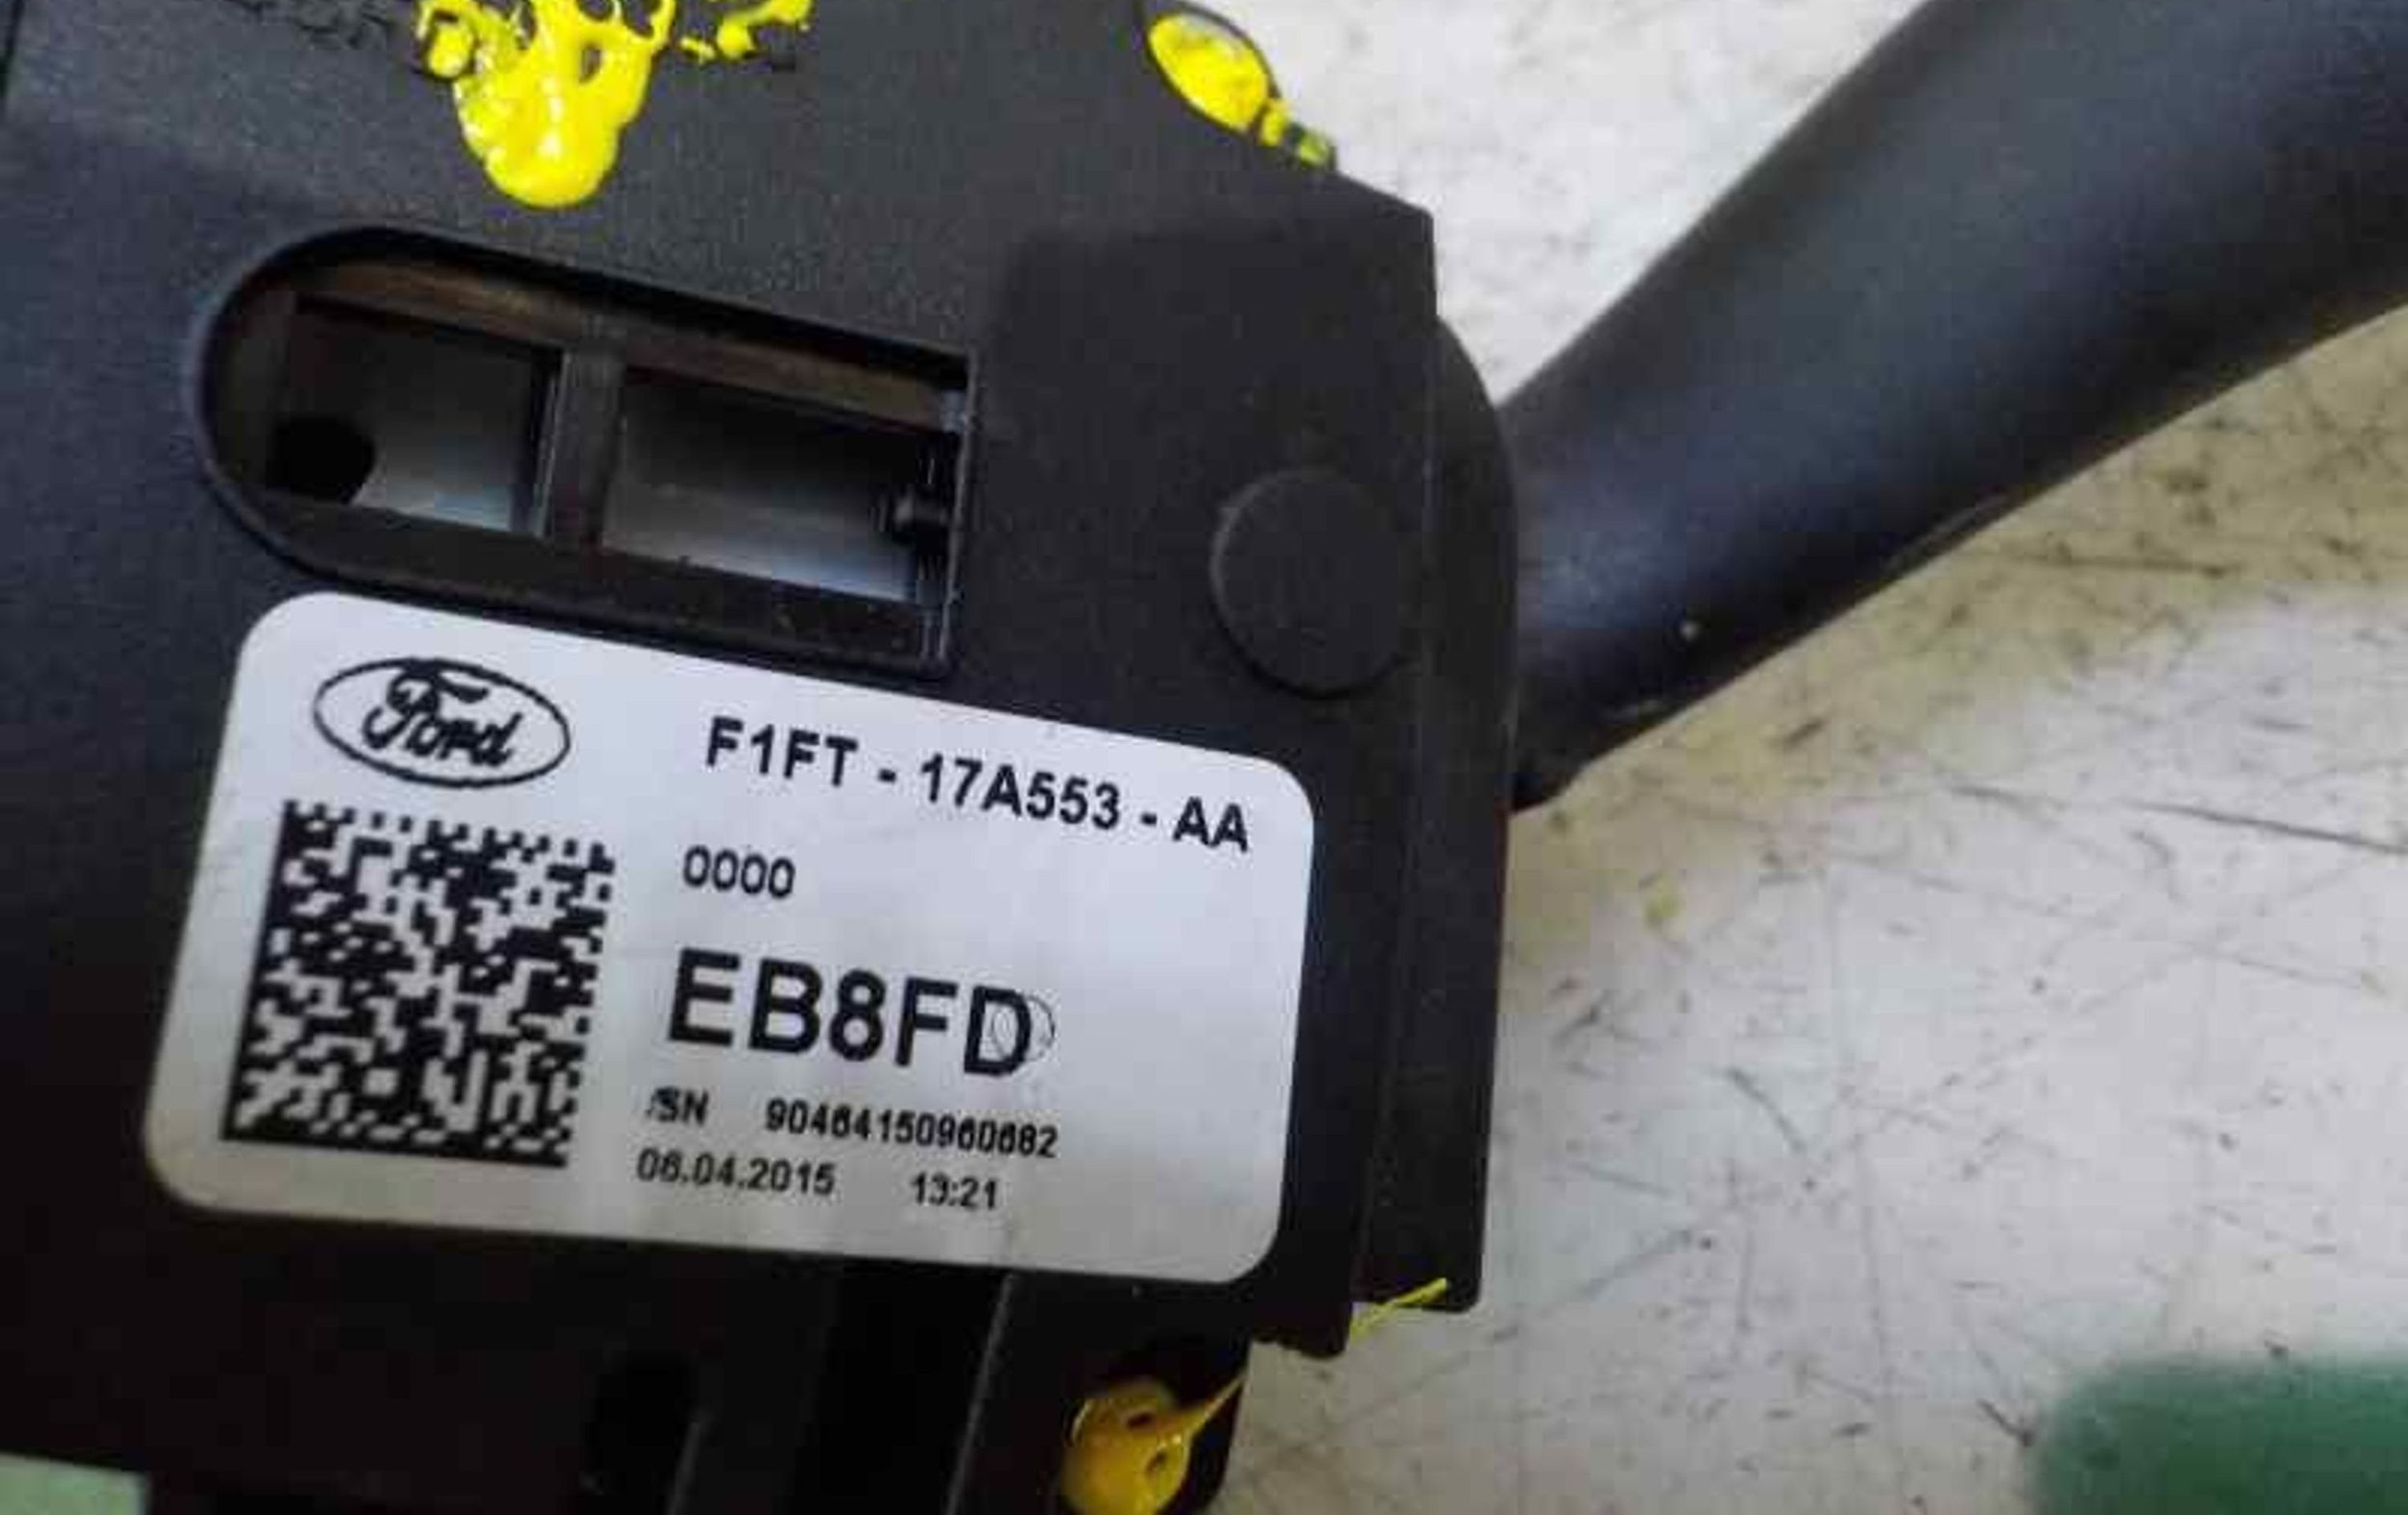 Ford
F1FT - 17A553 - AA
0000
EB8FD
/SN 90464150960682
06.04.2015 13:21